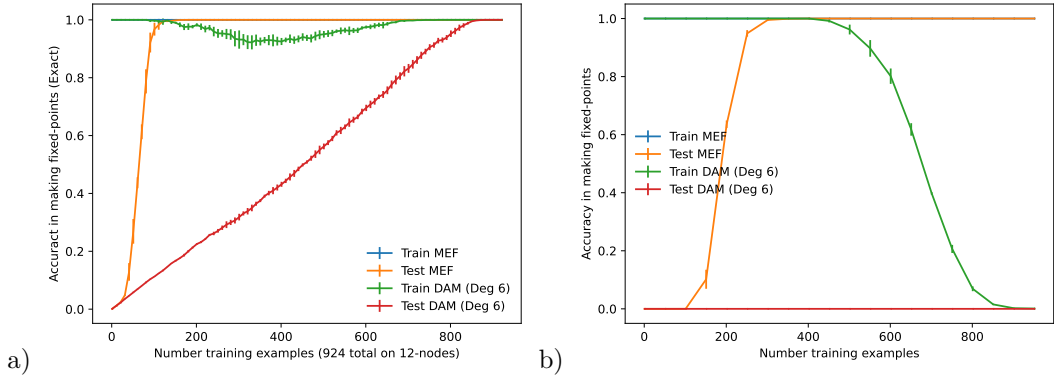 Accuract in making fixed-points (Exact)
1.0
0.8
0.6
0.4
0.2
0.0
Train MEF
Test MEF
Train DAM (Deg 6)
Test DAM (Deg 6)
0 200 400 600 800
Number training examples (924 total on 12-nodes)
a)
Accuracy in making fixed-points
1.0
0.8
0.6
0.4
0.2
0.0
Train MEF
Test MEF
Train DAM (Deg 6)
Test DAM (Deg 6)
0 200 400 600 800
Number training examples
b)